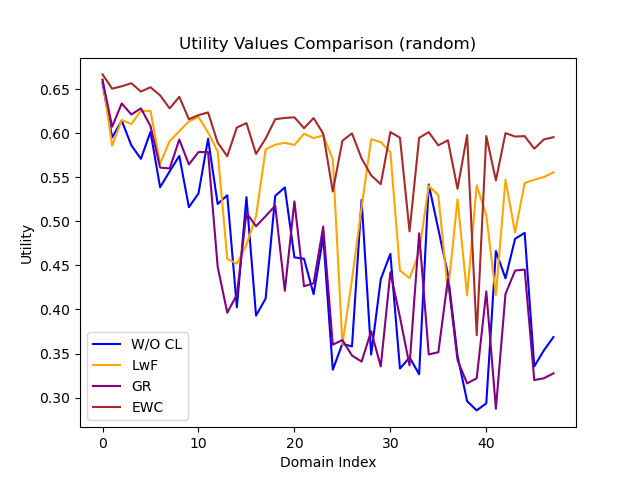 Utility Values Comparison (random)
Utility
0.65
0.60
0.55
0.50
0.45
0.40
0.35
0.30
W/O CL
LwF
GR
EWC
0
10
20
30
40
Domain Index